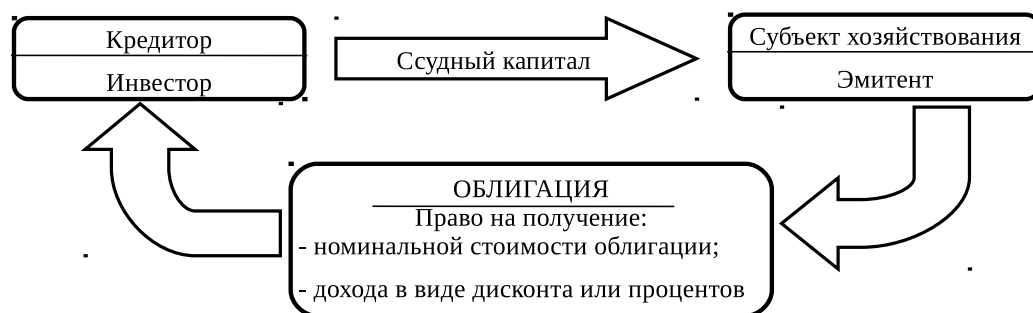 Кредитор
Инвестор
Ссудный капитал
Субъект хозяйствования
Эмитент
ОБЛИГАЦИЯ
Право на получение:
- номинальной стоимости облигации;
- дохода в виде дисконта или процентов